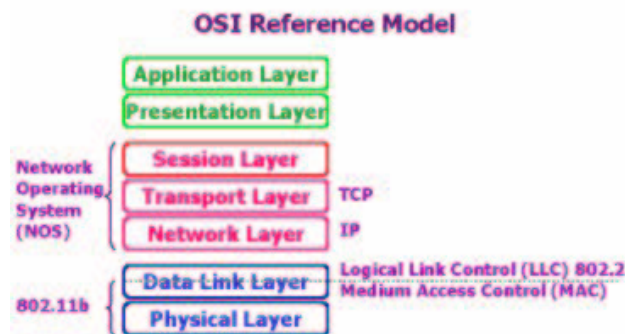 OSI Reference Model
Application Layer
Presentation Layer
Session Layer
Network
Operating
System
(NOS)
Transport Layer
TCP
Network Layer
IP
Data Link Layer
Logical Link Control (LLC) 802.2
Medium Access Control (MAC)
802.11b
Physical Layer